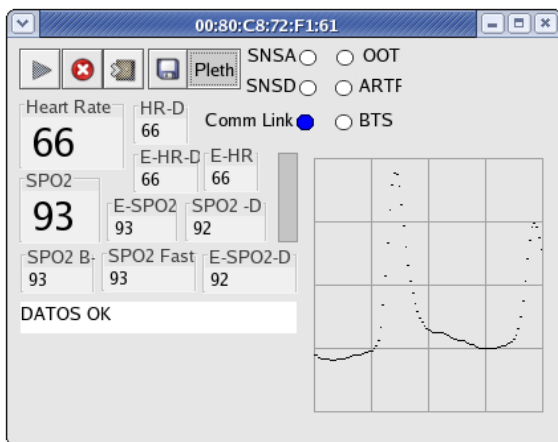 00:80:C8:72:F1:61
Pleth
SNSA
OOT
SNSD
ARTF
Comm Link
BTS
Heart Rate
66
HR-D
66
E-HR-D
66
E-HR
66
SPO2
93
E-SPO2
93
SPO2 -D
92
SPO2 B-
93
SPO2 Fast
93
E-SPO2-D
92
DATOS OK